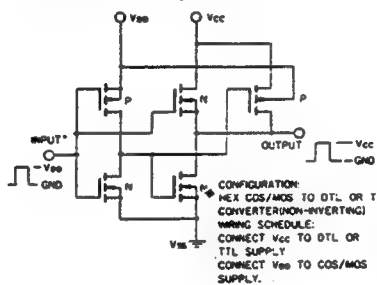 VDD
VCC
P
N
P
INPUT*
OUTPUT
VDD
GND
VCC
GND
N
N
VSS
CONFIGURATION:
HEX COS/MOS TO DTL OR T
CONVERTER(NON-INVERTING)
WIRING SCHEDULE:
CONNECT VCC TO DTL OR
TTL SUPPLY
CONNECT VDD TO COS/MOS
SUPPLY.